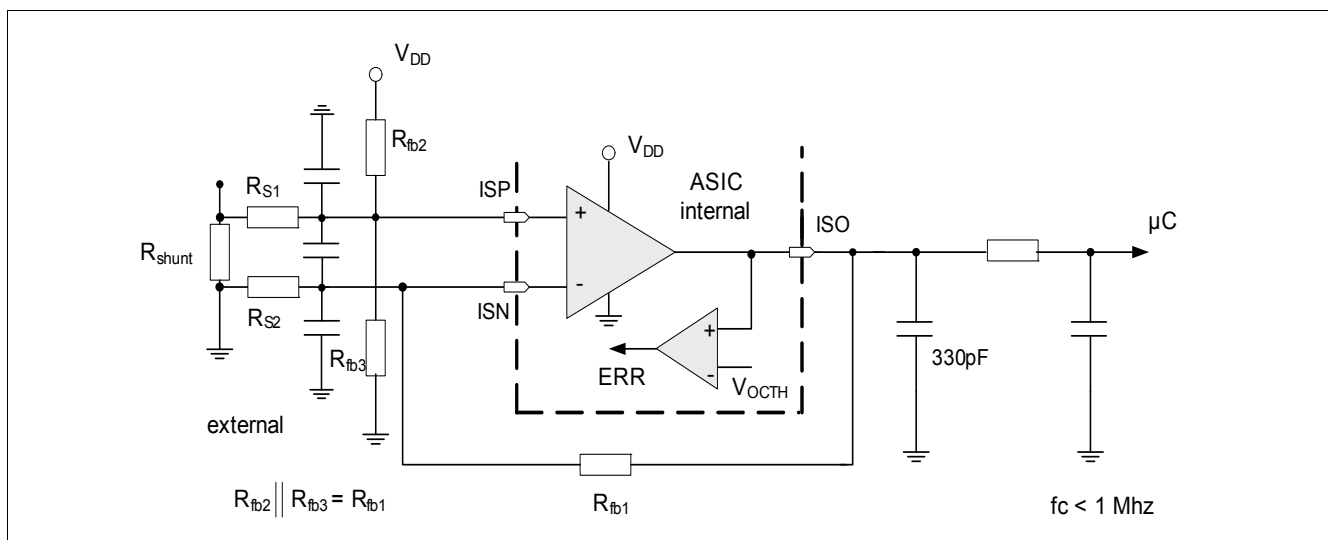 V_DD
R_fb2
V_DD
ASIC
internal
R_S1
ISP
+
ISO
µC
R_shunt
-
R_S2
ISN
+
R_fb3
330pF
ERR
-
V_OCTH
external
R_fb2 || R_fb3 = R_fb1
R_fb1
fc < 1 Mhz